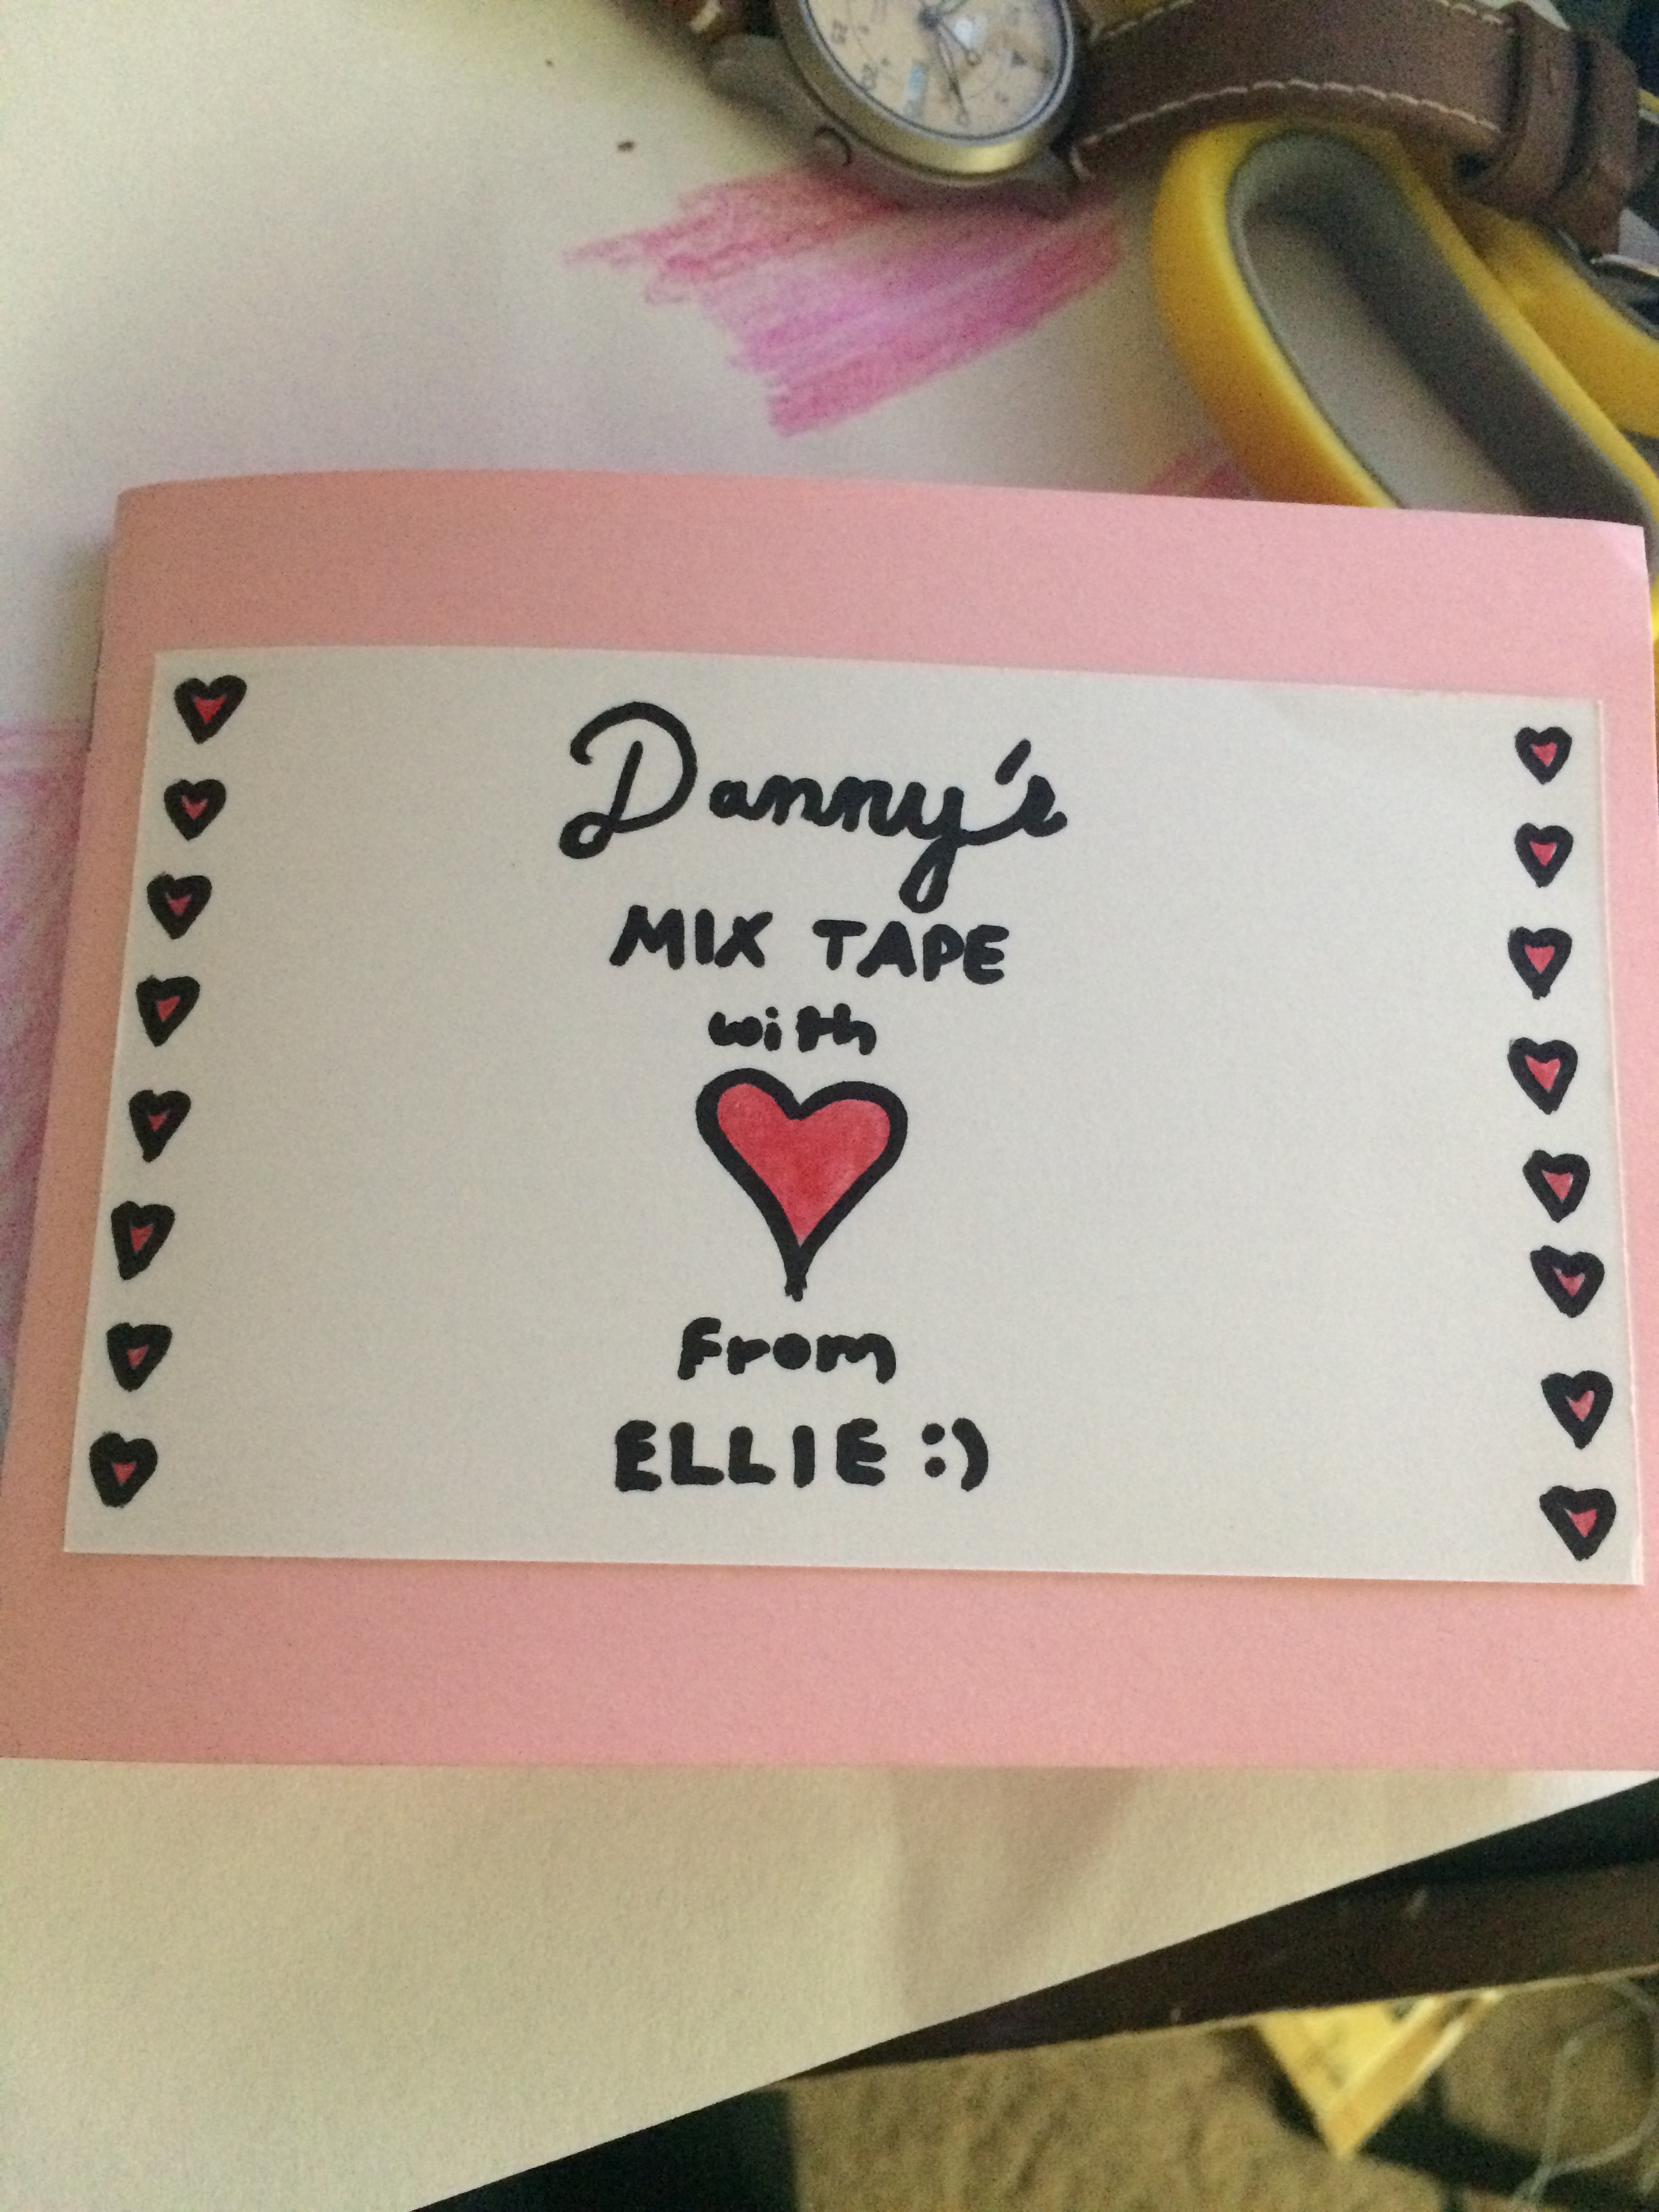 Danny's
MIX TAPE
with
From
ELLIE :)